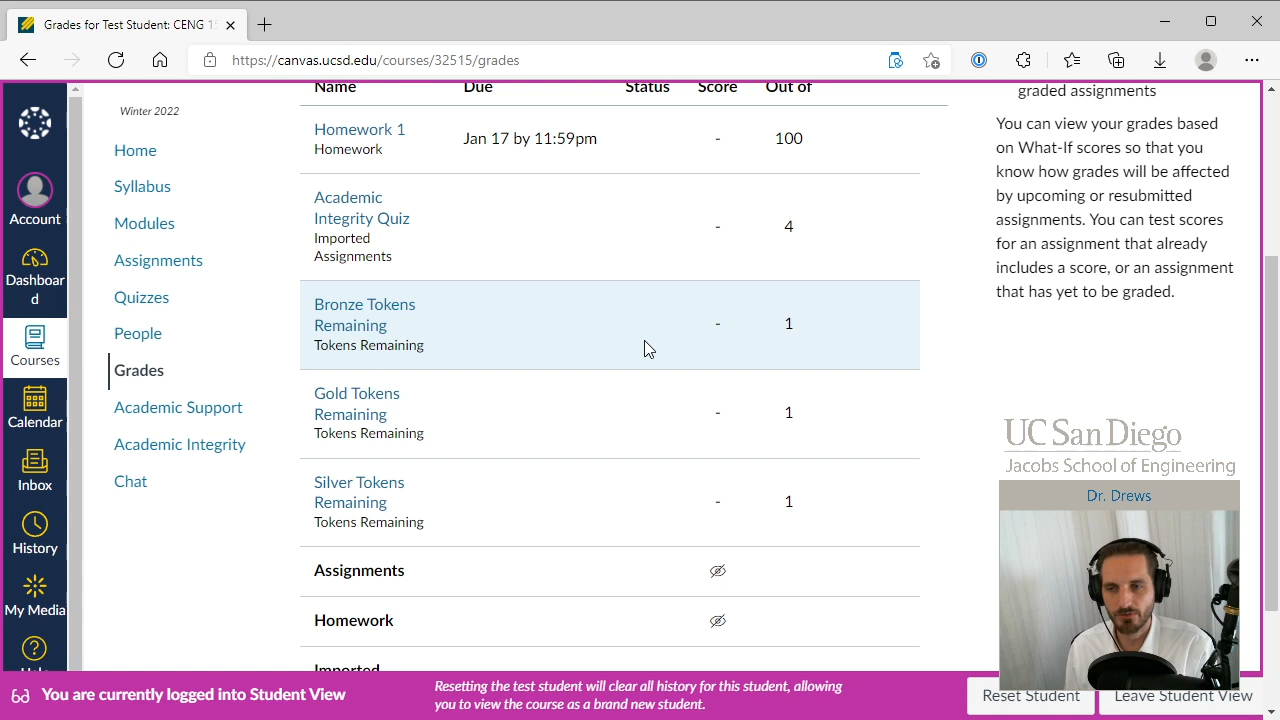 Grades for Test Student: CENG 15
https://canvas.ucsd.edu/courses/32515/grades
Account
Dashboar
d
Courses
Calendar
Inbox
History
My Media
Winter 2022
Home
Syllabus
Modules
Assignments
Quizzes
People
Grades
Academic Support
Academic Integrity
Chat
Name Due Status Score Out of
Homework 1
Homework
Jan 17 by 11:59pm - 100
Academic
Integrity Quiz
Imported
Assignments
- 4
Bronze Tokens
Remaining
Tokens Remaining
- 1
Gold Tokens
Remaining
Tokens Remaining
- 1
Silver Tokens
Remaining
Tokens Remaining
- 1
Assignments
Homework
Imported
graded assignments
You can view your grades based
on What-If scores so that you
know how grades will be affected
by upcoming or resubmitted
assignments. You can test scores
for an assignment that already
includes a score, or an assignment
that has yet to be graded.
UC San Diego
Jacobs School of Engineering
Dr. Drews
You are currently logged into Student View
Resetting the test student will clear all history for this student, allowing
you to view the course as a brand new student.
Reset Student
Leave Student View